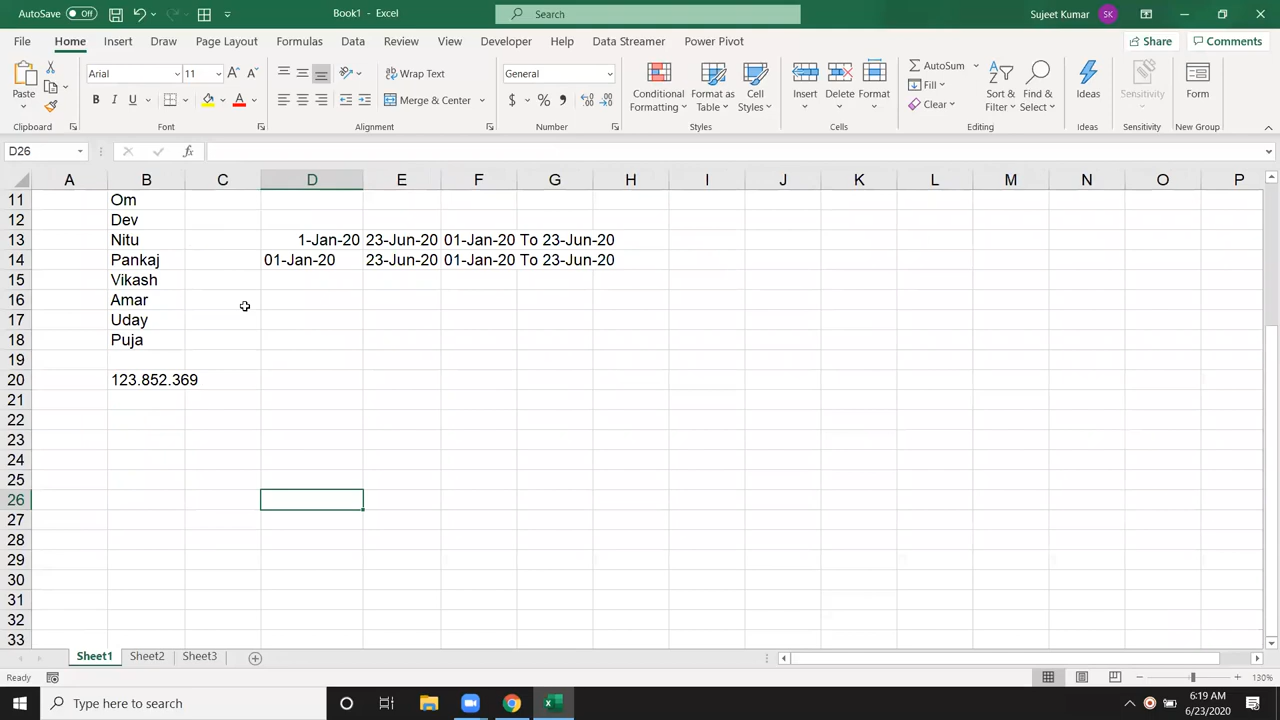 AutoSave Off Book1 - Excel Search Sujeet Kumar SK
File Home Insert Draw Page Layout Formulas Data Review View Developer Help Data Streamer Power Pivot Share Comments
Paste Arial 11 A A Wrap Text General AutoSum
B I U A Merge & Center $ % , Conditional Formatting Format as Table Cell Styles Insert Delete Format Fill Clear Sort & Filter Find & Select Ideas Sensitivity Form
Clipboard Font Alignment Number Styles Cells Editing Ideas Sensitivity New Group
D26 fx
A B C D E F G H I J K L M N O P
11 Om
12 Dev
13 Nitu 1-Jan-20 23-Jun-20 01-Jan-20 To 23-Jun-20
14 Pankaj 01-Jan-20 23-Jun-20 01-Jan-20 To 23-Jun-20
15 Vikash
16 Amar
17 Uday
18 Puja
19
20 123.852.369
21
22
23
24
25
26
27
28
29
30
31
32
33
Sheet1 Sheet2 Sheet3
Ready 130%
Type here to search 6:19 AM
6/23/2020